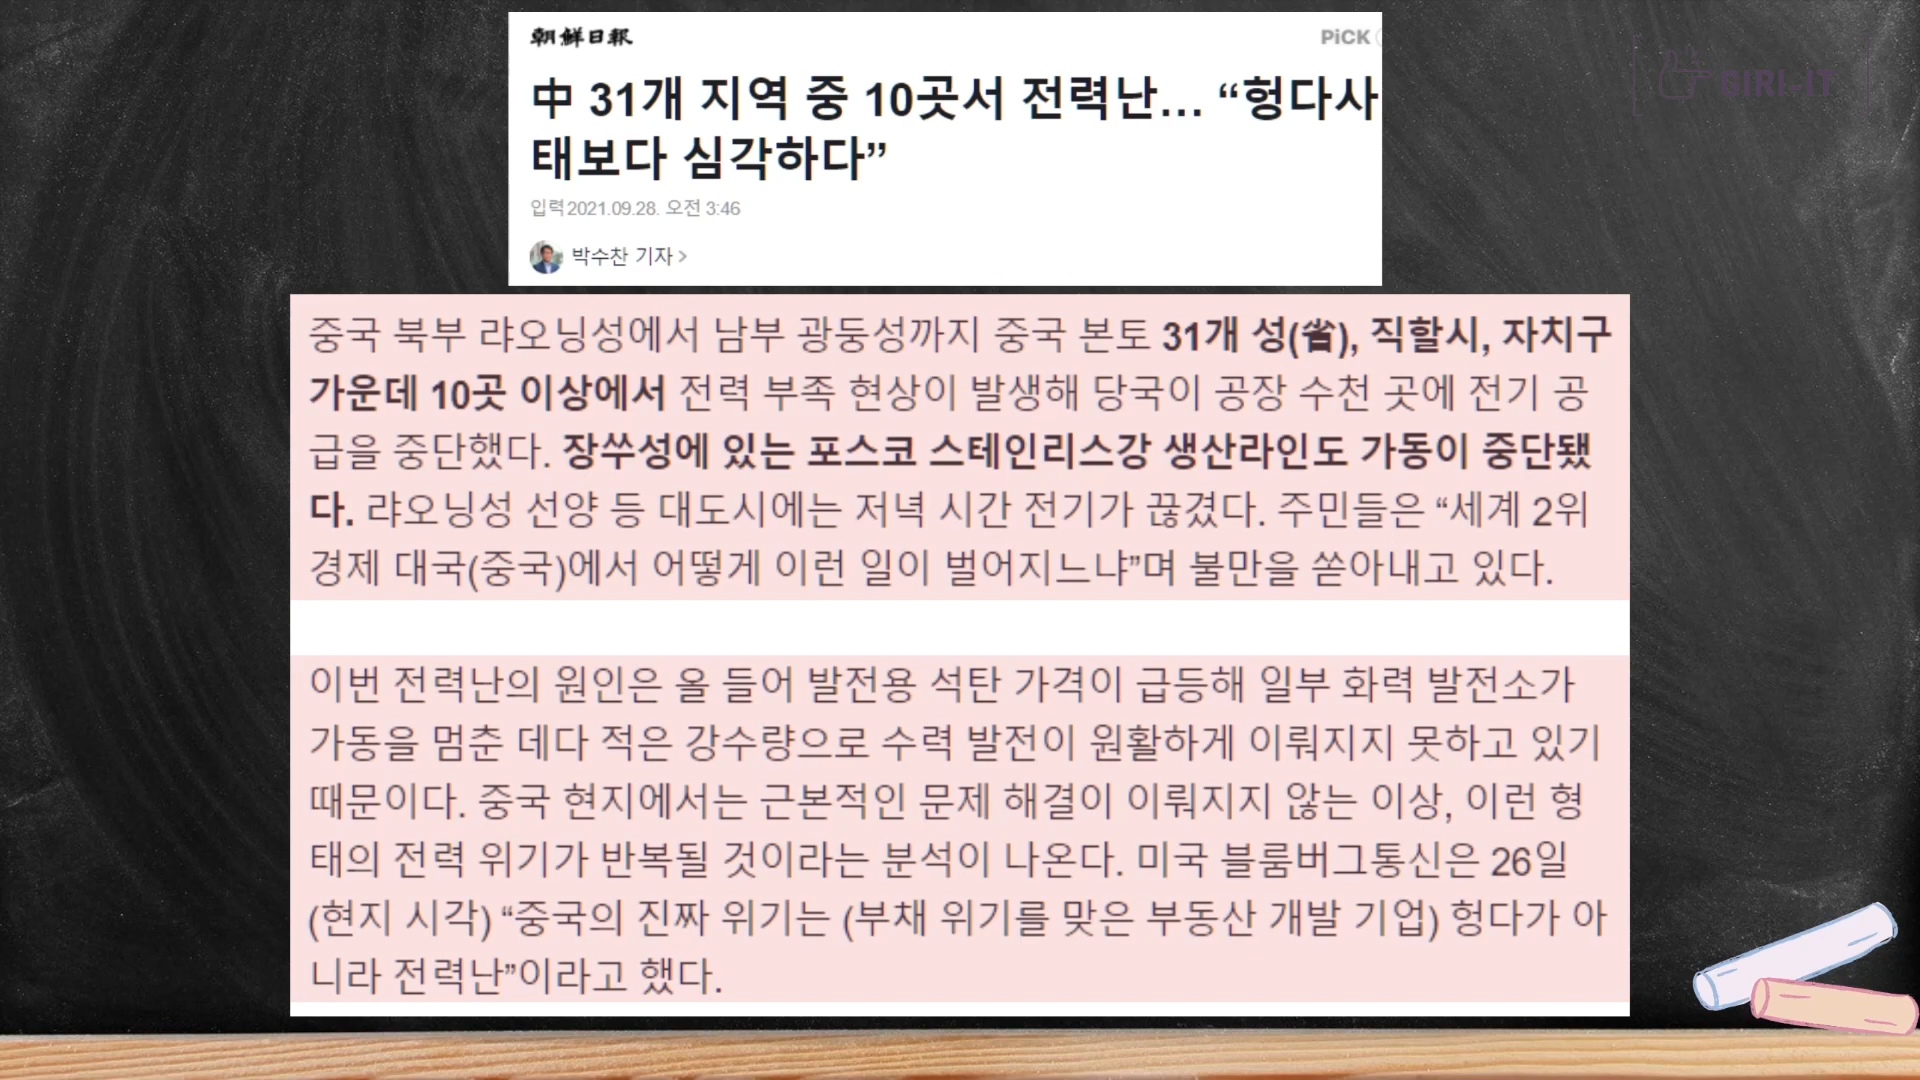 朝鮮日報
PiCK
中 31개 지역 중 10곳서 전력난... “헝다사
태보다 심각하다”
입력 2021.09.28. 오전 3:46
박수찬 기자 >
중국 북부 랴오닝성에서 남부 광둥성까지 중국 본토 31개 성(省), 직할시, 자치구
가운데 10곳 이상에서 전력 부족 현상이 발생해 당국이 공장 수천 곳에 전기 공
급을 중단했다. 장쑤성에 있는 포스코 스테인리스강 생산라인도 가동이 중단됐
다. 랴오닝성 선양 등 대도시에는 저녁 시간 전기가 끊겼다. 주민들은 “세계 2위
경제 대국(중국)에서 어떻게 이런 일이 벌어지느냐”며 불만을 쏟아내고 있다.
이번 전력난의 원인은 올 들어 발전용 석탄 가격이 급등해 일부 화력 발전소가
가동을 멈춘 데다 적은 강수량으로 수력 발전이 원활하게 이뤄지지 못하고 있기
때문이다. 중국 현지에서는 근본적인 문제 해결이 이뤄지지 않는 이상, 이런 형
태의 전력 위기가 반복될 것이라는 분석이 나온다. 미국 블룸버그통신은 26일
(현지 시각) “중국의 진짜 위기는 (부채 위기를 맞은 부동산 개발 기업) 헝다가 아
니라 전력난”이라고 했다.
GIRI-IT